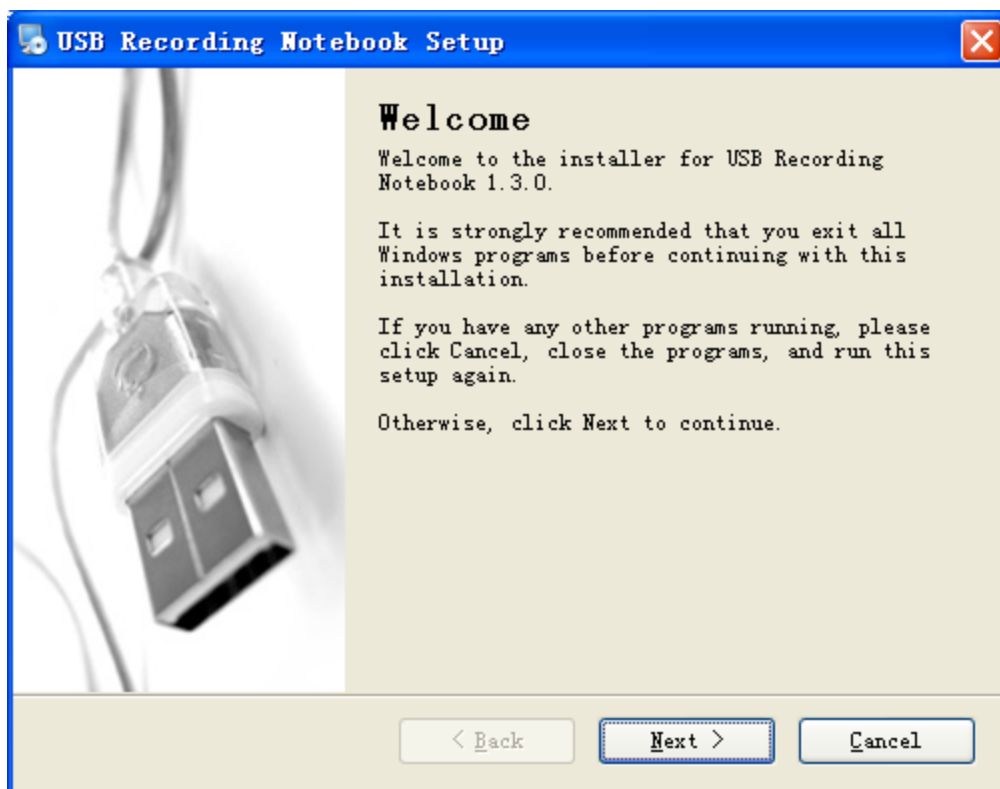 USB Recording Notebook Setup
Welcome
Welcome to the installer for USB Recording
Notebook 1.3.0.
It is strongly recommended that you exit all
Windows programs before continuing with this
installation.
If you have any other programs running, please
click Cancel, close the programs, and run this
setup again.
Otherwise, click Next to continue.
< Back
Next >
Cancel